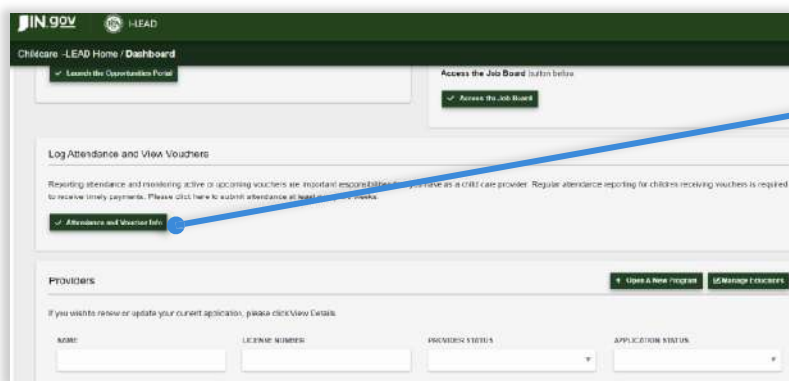 IN.gov I-LEAD
Childcare -LEAD Home / Dashboard
✓ Launch the Opportunities Portal
Access the Job Board button below
✓ Access the Job Board
Log Attendance and View Vouchers
Reporting attendance and monitoring active or upcoming vouchers are important responsibilities you have as a child care provider. Regular attendance reporting for children receiving vouchers is required
to receive timely payments. Please click here to submit attendance at least weeks.
✓ Attendance and Voucher Info
Providers
+ Open A New Program Manage Educators
If you wish to renew or update your current application, please click View Details
NAME LICENSE NUMBER PROVIDER STATUS APPLICATION STATUS